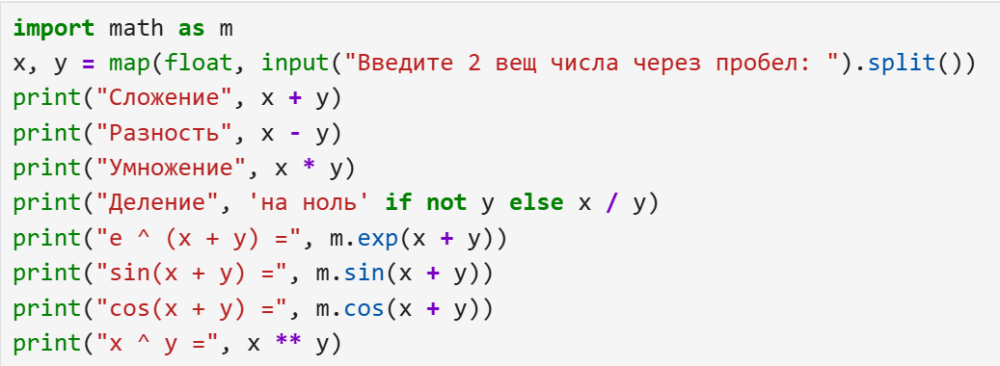 import math as m
x, y = map(float, input("Введите 2 вещ числа через пробел: ").split())
print("Сложение", x + y)
print("Разность", x - y)
print("Умножение", x * y)
print("Деление", 'на ноль' if not y else x / y)
print("e ^ (x + y) =", m.exp(x + y))
print("sin(x + y) =", m.sin(x + y))
print("cos(x + y) =", m.cos(x + y))
print("x ^ y =", x ** y)